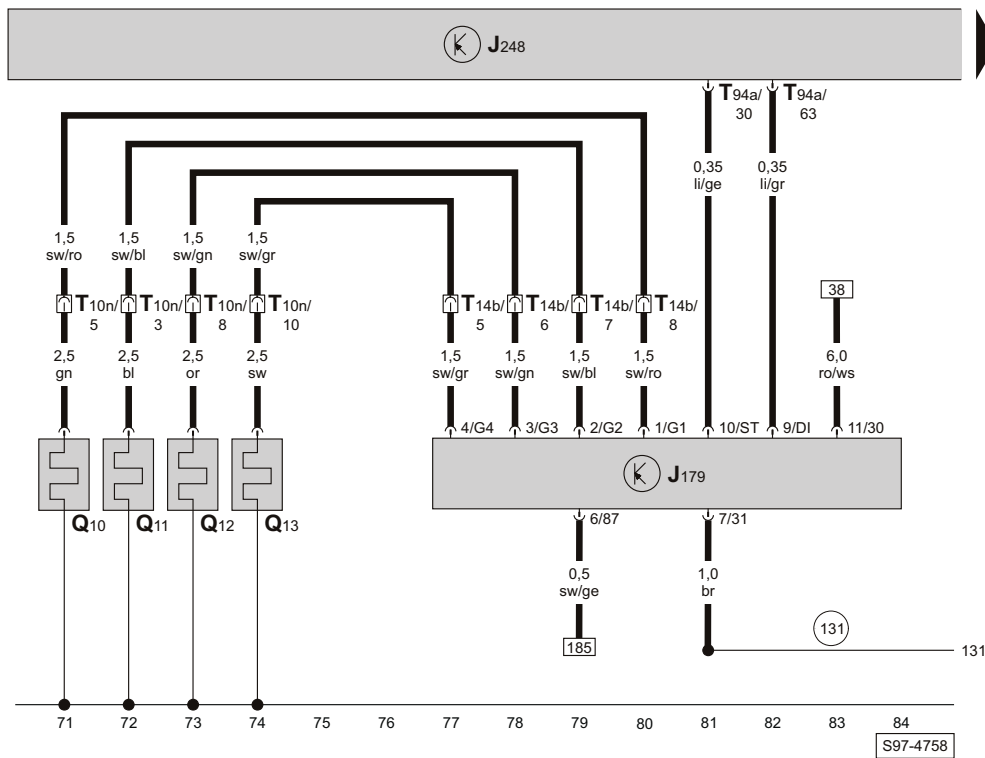 J248
T94a/ T94a/
30 63
0,35 0,35
li/ge li/gr
1,5 1,5 1,5 1,5
sw/ro sw/bl sw/gn sw/gr
38
T10n/ T10n/ T10n/ T10n/ T14b/ T14b/ T14b/ T14b/
5 3 8 10 5 6 7 8
2,5 2,5 2,5 2,5 1,5 1,5 1,5 1,5 6,0
gn bl or sw sw/gr sw/gn sw/bl sw/ro ro/ws
4/G4 3/G3 2/G2 1/G1 10/ST 9/DI 11/30
J179
Q10 Q11 Q12 Q13
6/87 7/31
0,5 1,0
sw/ge br
131
185 131
71 72 73 74 75 76 77 78 79 80 81 82 83 84
S97-4758